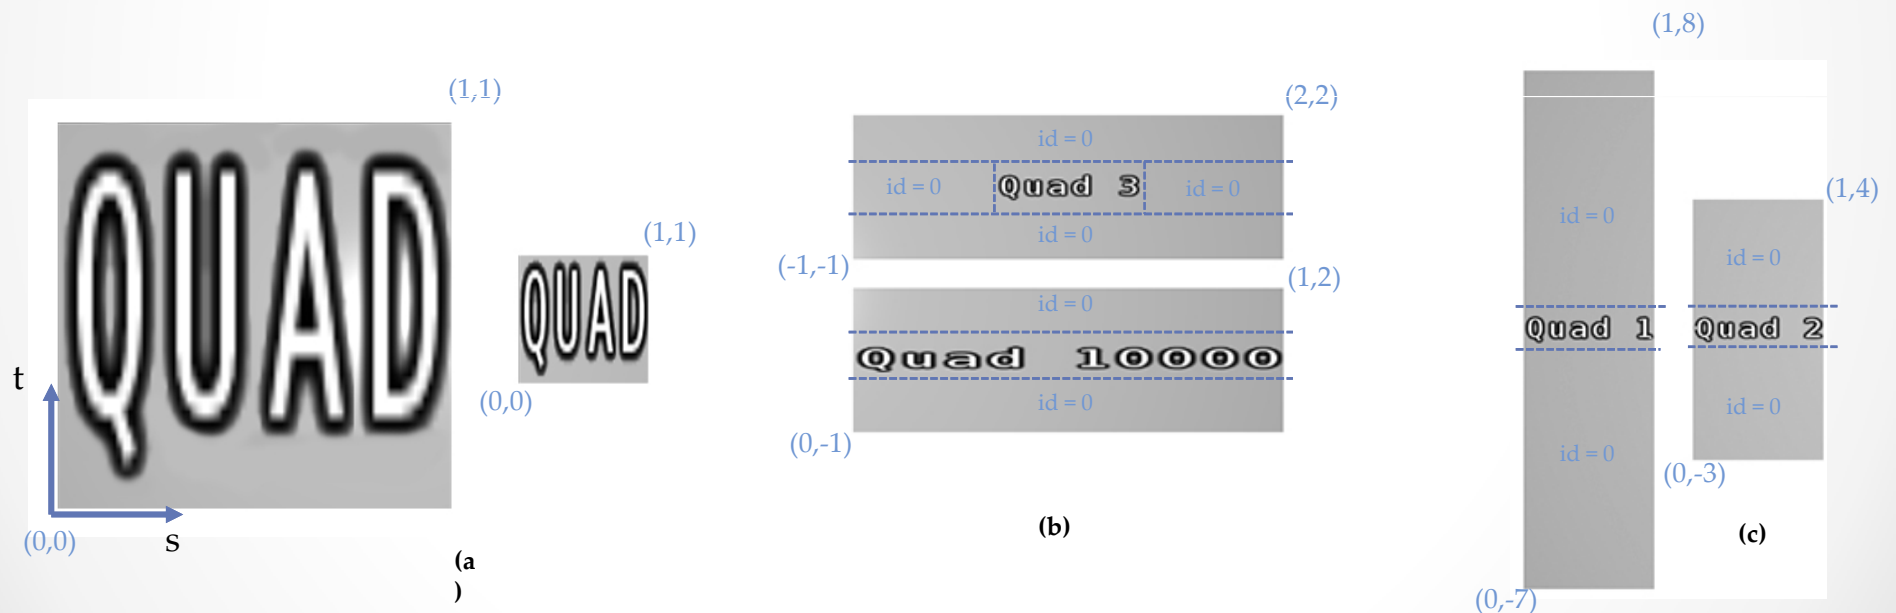 (1,1)
QUAD
t
(0,0)
s
(1,1)
QUAD
(0,0)
(a
)
(2,2)
id = 0
id = 0
Quad 3
id = 0
id = 0
(-1,-1)
(1,2)
id = 0
Quad 10000
id = 0
(0,-1)
(b)
(1,8)
id = 0
Quad 1
id = 0
(0,-7)
(1,4)
id = 0
Quad 2
id = 0
(0,-3)
(c)